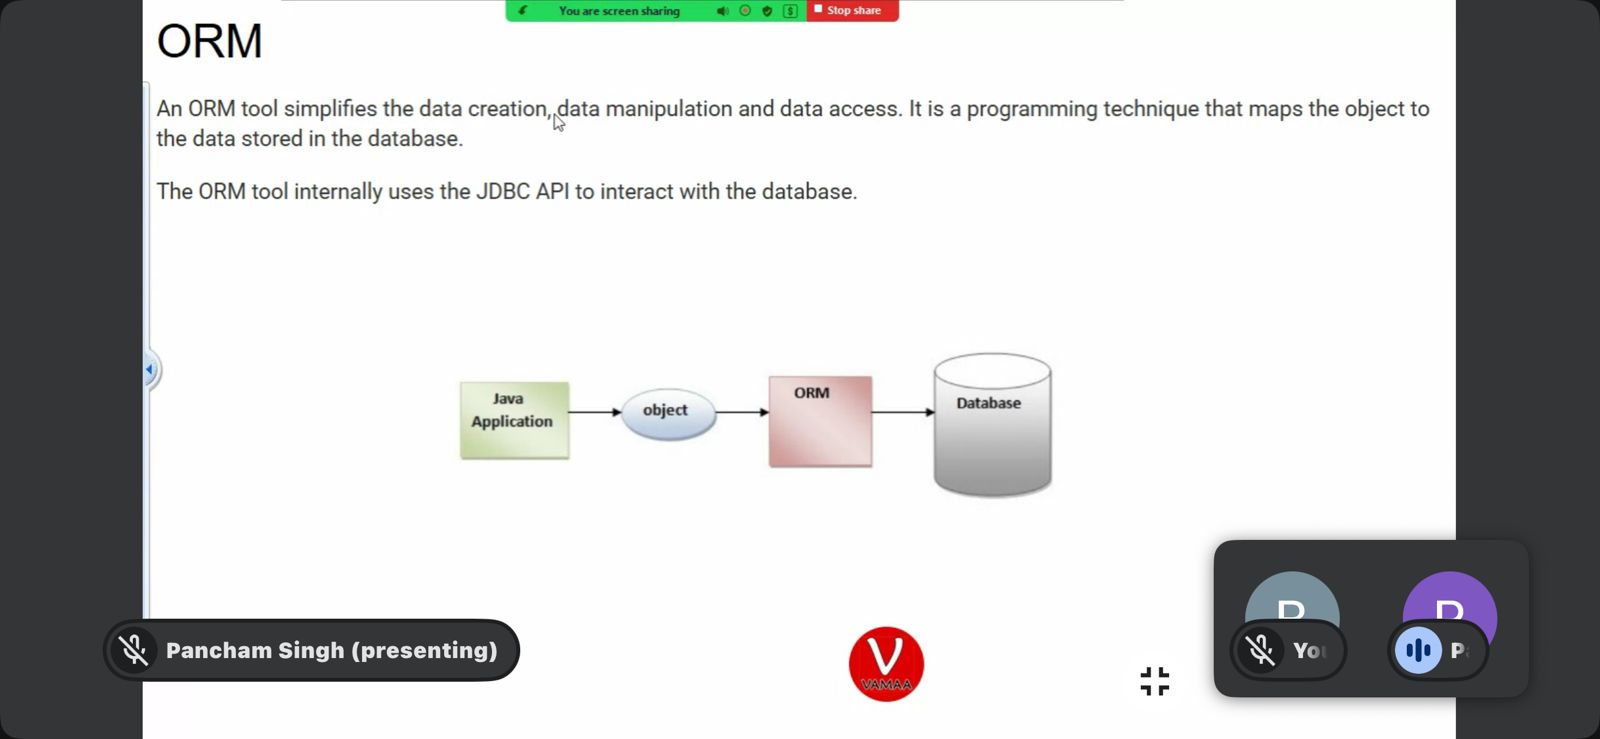 You are screen sharing
Stop share
ORM
An ORM tool simplifies the data creation, data manipulation and data access. It is a programming technique that maps the object to
the data stored in the database.
The ORM tool internally uses the JDBC API to interact with the database.
Java
Application
object
ORM
Database
Pancham Singh (presenting)
V
VAMAA